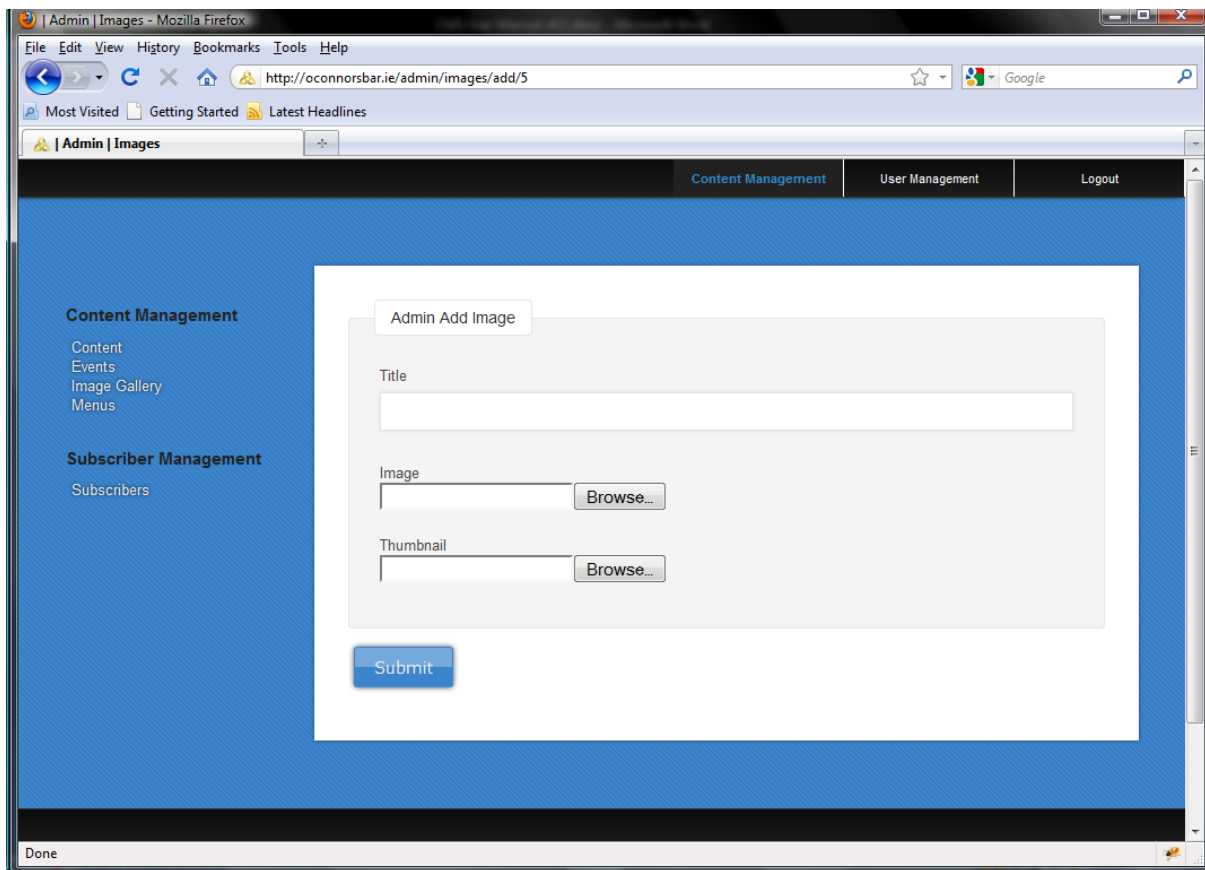 | Admin | Images - Mozilla Firefox
File Edit View History Bookmarks Tools Help
http://oconnorsbar.ie/admin/images/add/5
Google
Most Visited Getting Started Latest Headlines
| Admin | Images
Content Management User Management Logout
Content Management
Content
Events
Image Gallery
Menus
Subscriber Management
Subscribers
Admin Add Image
Title
Image
Browse...
Thumbnail
Browse...
Submit
Done